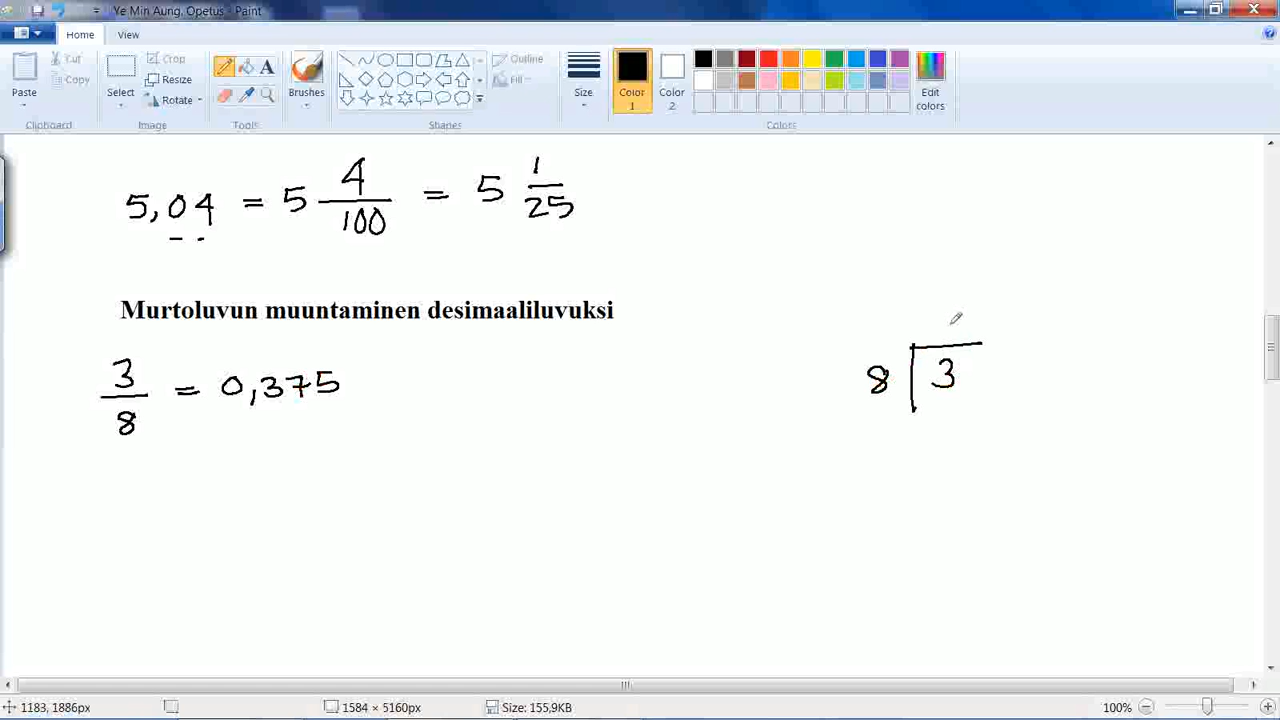 Ye Min Aung, Opetus - Paint
Home View
Paste
Select
Crop
Resize
Rotate
Brushes
Outline
Fill
Size
Color 1
Color 2
Edit colors
Clipboard Image Tools Shapes Colors
5,04 = 5 4/100 = 5 1/25
Murtoluvun muuntaminen desimaaliluvuksi
3/8 = 0,375
8 3
1183, 1886px 1584 × 5160px Size: 155,9KB 100%